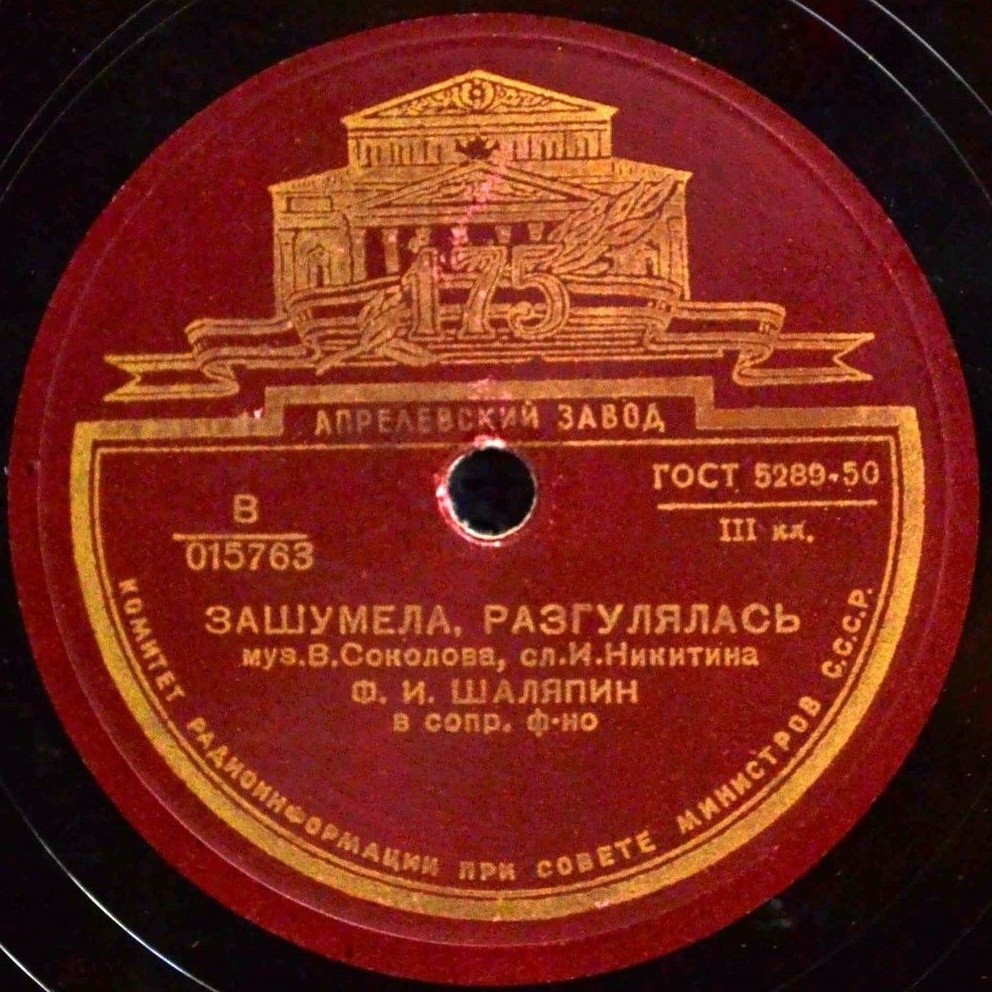 175
АПРЕЛЕВСКИЙ ЗАВОД
ГОСТ 5289-50
III кл.
В
015763
ЗАШУМЕЛА, РАЗГУЛЯЛАСЬ
муз.В.Соколова, сл.И.Никитина
Ф. И. ШАЛЯПИН
в сопр. ф-но
КОМИТЕТ РАДИОИНФОРМАЦИИ ПРИ СОВЕТЕ МИНИСТРОВ С.С.С.Р.